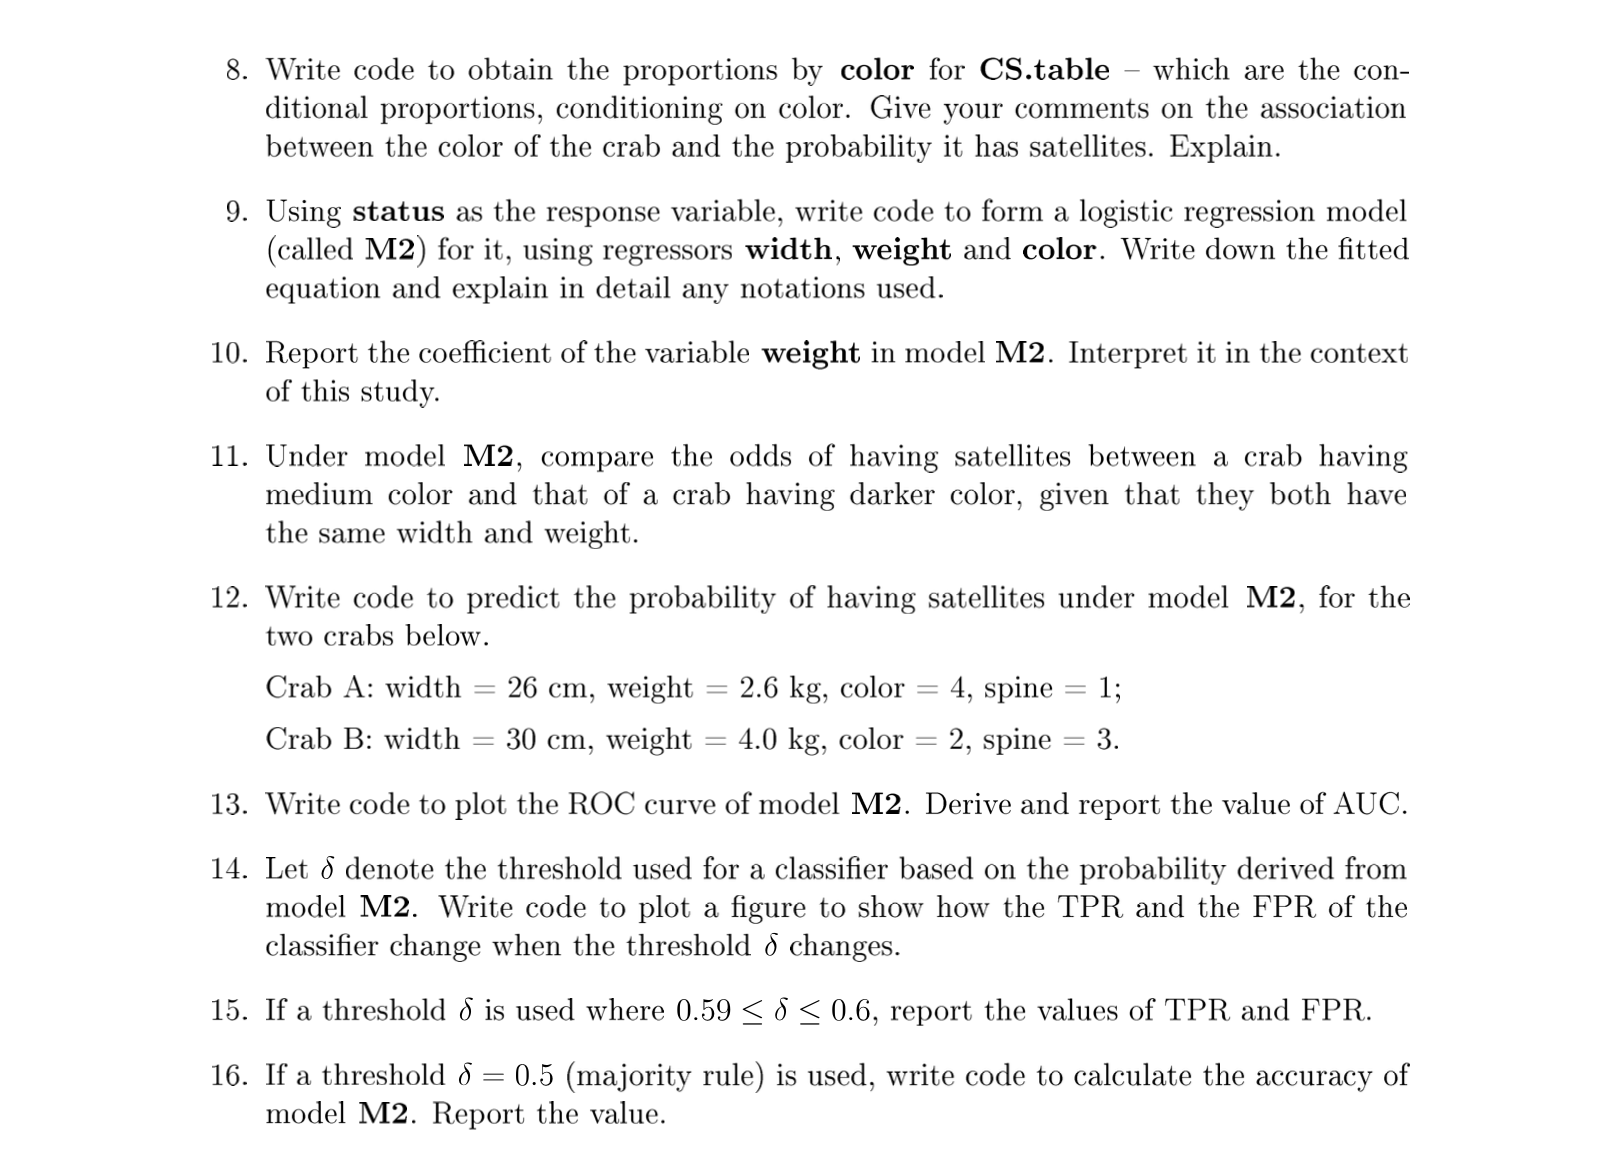 8. Write code to obtain the proportions by color for CS.table – which are the con-
ditional proportions, conditioning on color. Give your comments on the association
between the color of the crab and the probability it has satellites. Explain.
9. Using status as the response variable, write code to form a logistic regression model
(called M2) for it, using regressors width, weight and color. Write down the fitted
equation and explain in detail any notations used.
10. Report the coefficient of the variable weight in model M2. Interpret it in the context
of this study.
11. Under model M2, compare the odds of having satellites between a crab having
medium color and that of a crab having darker color, given that they both have
the same width and weight.
12. Write code to predict the probability of having satellites under model M2, for the
two crabs below.
Crab A: width = 26 cm, weight = 2.6 kg, color = 4, spine = 1;
Crab B: width = 30 cm, weight = 4.0 kg, color = 2, spine = 3.
13. Write code to plot the ROC curve of model M2. Derive and report the value of AUC.
14. Let δ denote the threshold used for a classifier based on the probability derived from
model M2. Write code to plot a figure to show how the TPR and the FPR of the
classifier change when the threshold δ changes.
15. If a threshold δ is used where 0.59 ≤ δ ≤ 0.6, report the values of TPR and FPR.
16. If a threshold δ = 0.5 (majority rule) is used, write code to calculate the accuracy of
model M2. Report the value.